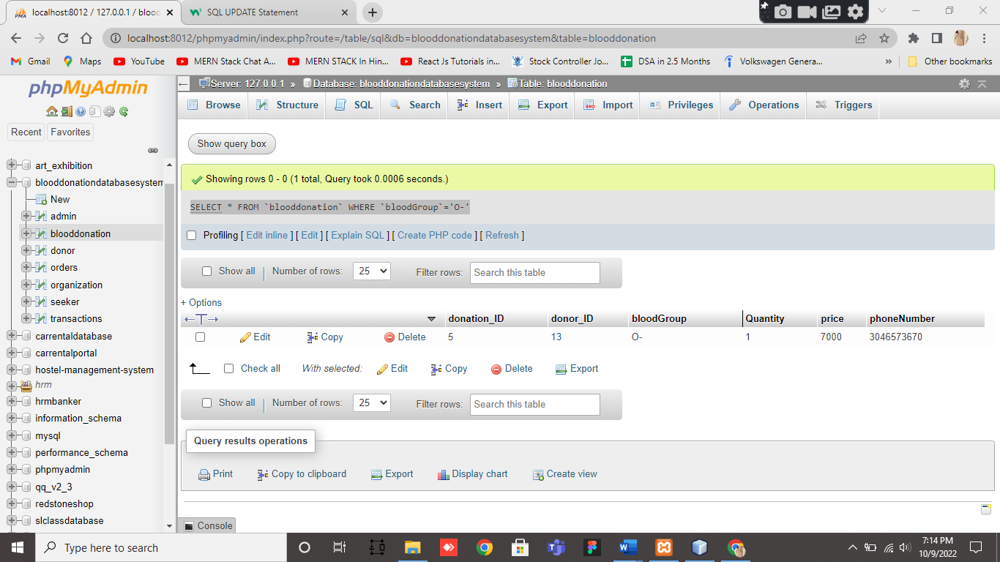 localhost:8012 / 127.0.0.1 / blood
SQL UPDATE Statement
localhost:8012/phpmyadmin/index.php?route=/table/sql&db=blooddonationdatabasesystem&table=blooddonation
Gmail Maps YouTube MERN Stack Chat A... MERN STACK In Hin... React Js Tutorials in... Stock Controller Jo... DSA in 2.5 Months Volkswagen Genera... » Other bookmarks
phpMyAdmin
Recent Favorites
art_exhibition
blooddonationdatabasesystem
New
admin
blooddonation
donor
orders
organization
seeker
transactions
carrentaldatabase
carrentalportal
hostel-management-system
hrm
hrmbanker
information_schema
mysql
performance_schema
phpmyadmin
qq_v2_3
redstoneshop
slclassdatabase
Server: 127.0.0.1 » Database: blooddonationdatabasesystem » Table: blooddonation
Browse Structure SQL Search Insert Export Import Privileges Operations Triggers
Show query box
Showing rows 0 - 0 (1 total, Query took 0.0006 seconds.)
SELECT * FROM `blooddonation` WHERE `bloodGroup`='O-'
Profiling [ Edit inline ] [ Edit ] [ Explain SQL ] [ Create PHP code ] [ Refresh ]
Show all | Number of rows: 25 Filter rows: Search this table
+ Options
donation_ID donor_ID bloodGroup Quantity price phoneNumber
Edit Copy Delete 5 13 O- 1 7000 3046573670
Check all With selected: Edit Copy Delete Export
Show all | Number of rows: 25 Filter rows: Search this table
Query results operations
Print Copy to clipboard Export Display chart Create view
Console
Type here to search
7:14 PM
10/9/2022